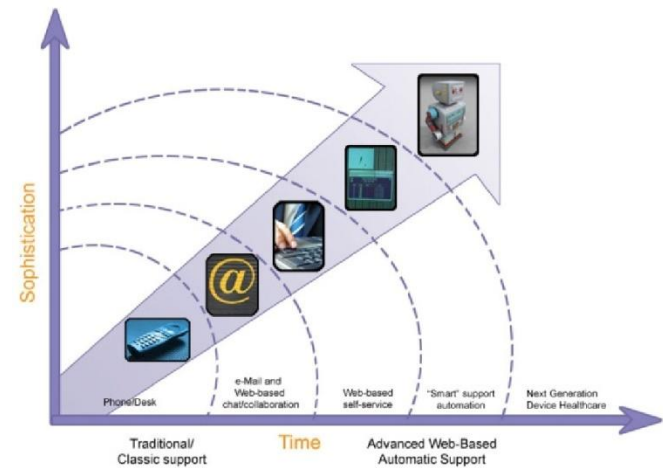 Sophistication
@
Phone/Desk
e-Mail and
Web-based
chat/collaboration
Web-based
self-service
"Smart" support
automation
Next Generation
Device Healthcare
Traditional/
Classic support
Time
Advanced Web-Based
Automatic Support